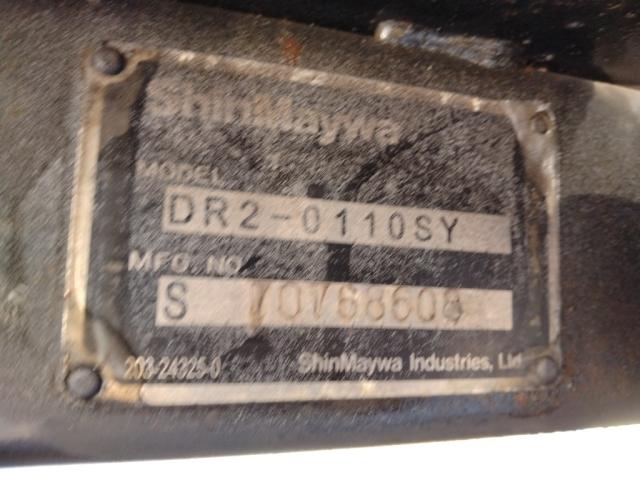 ShinMaywa
MODEL
DR2-0110SY
MFG. NO.
S
203-24325-0
ShinMaywa Industries, Ltd.